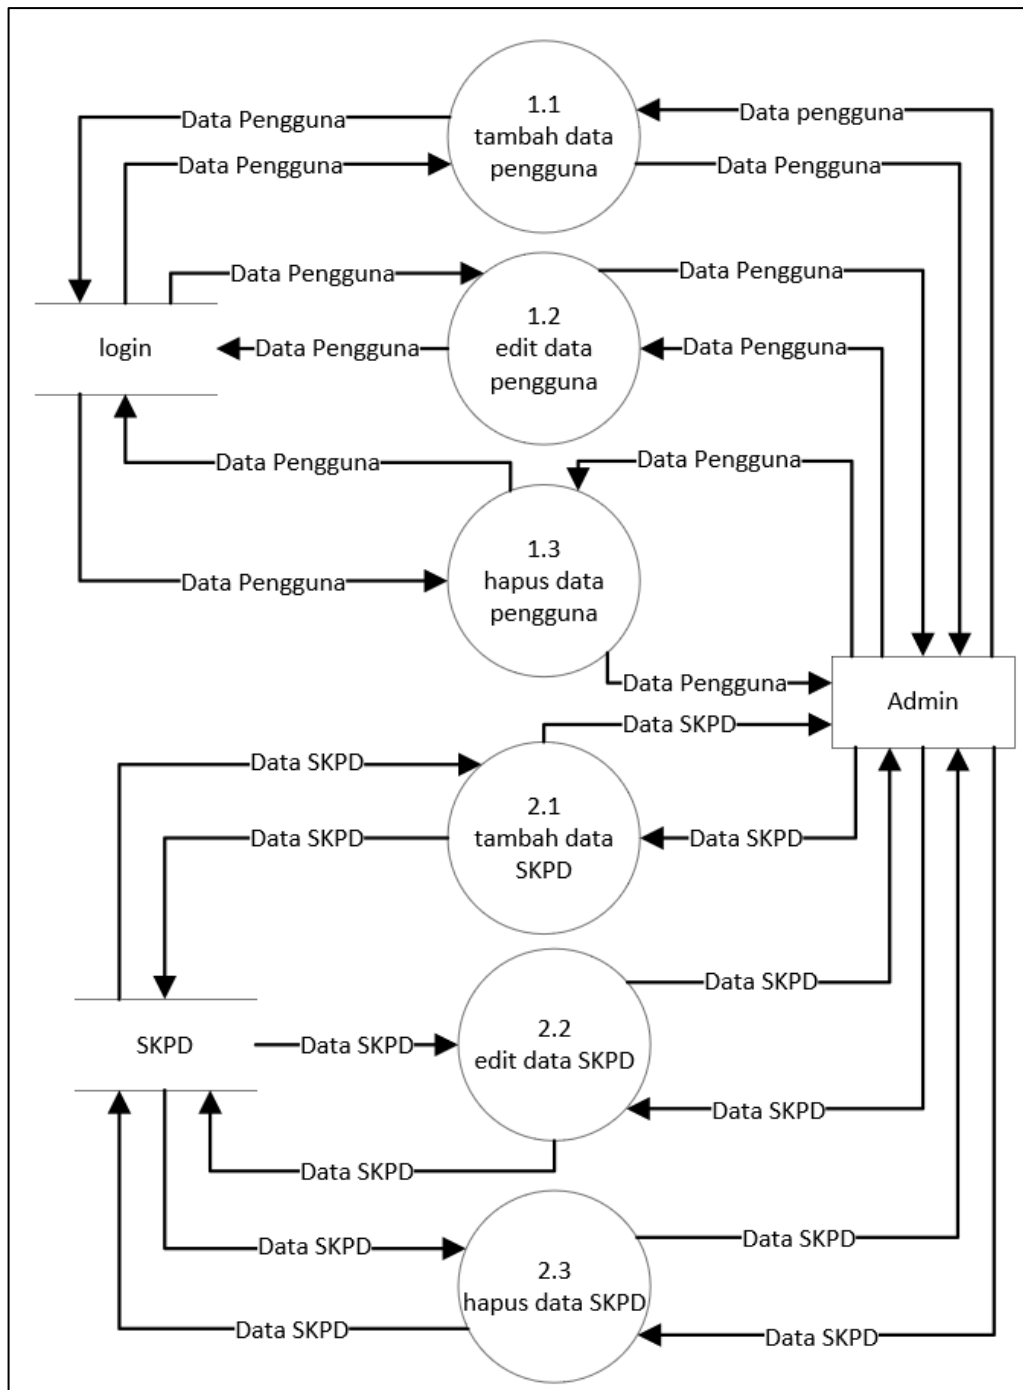 1.1
tambah data
pengguna
Data Pengguna
Data pengguna
Data Pengguna
Data Pengguna
Data Pengguna
Data Pengguna
login
1.2
edit data
pengguna
Data Pengguna
Data Pengguna
Data Pengguna
Data Pengguna
1.3
hapus data
pengguna
Data Pengguna
Data Pengguna
Admin
Data SKPD
Data SKPD
2.1
tambah data
SKPD
Data SKPD
Data SKPD
2.2
edit data SKPD
Data SKPD
SKPD
Data SKPD
Data SKPD
Data SKPD
2.3
hapus data SKPD
Data SKPD
Data SKPD
Data SKPD
Data SKPD